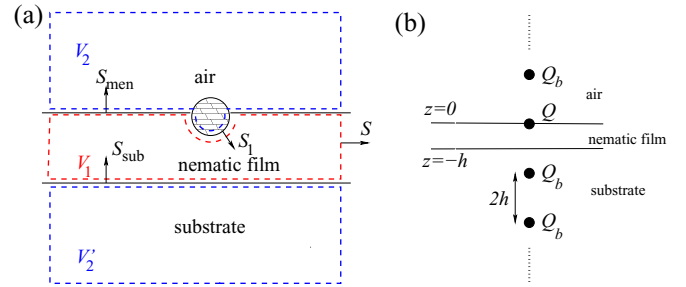 (a)
V2
Smen
air
S1
S
V1
Ssub
nematic film
substrate
V2'
(b)
Qb
air
z=0
Q
nematic film
z=−h
Qb
substrate
2h
Qb